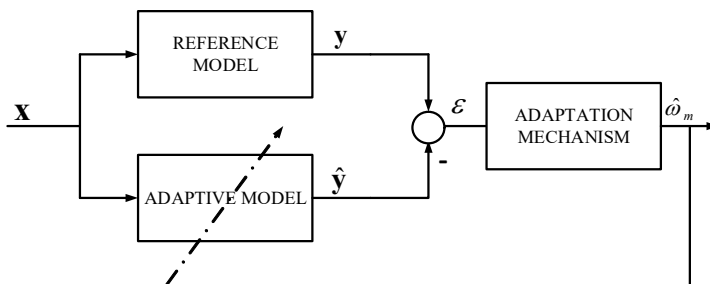 REFERENCE
MODEL
y
x
ε
ADAPTATION
MECHANISM
ω̂ₘ
-
ADAPTIVE MODEL
ŷ